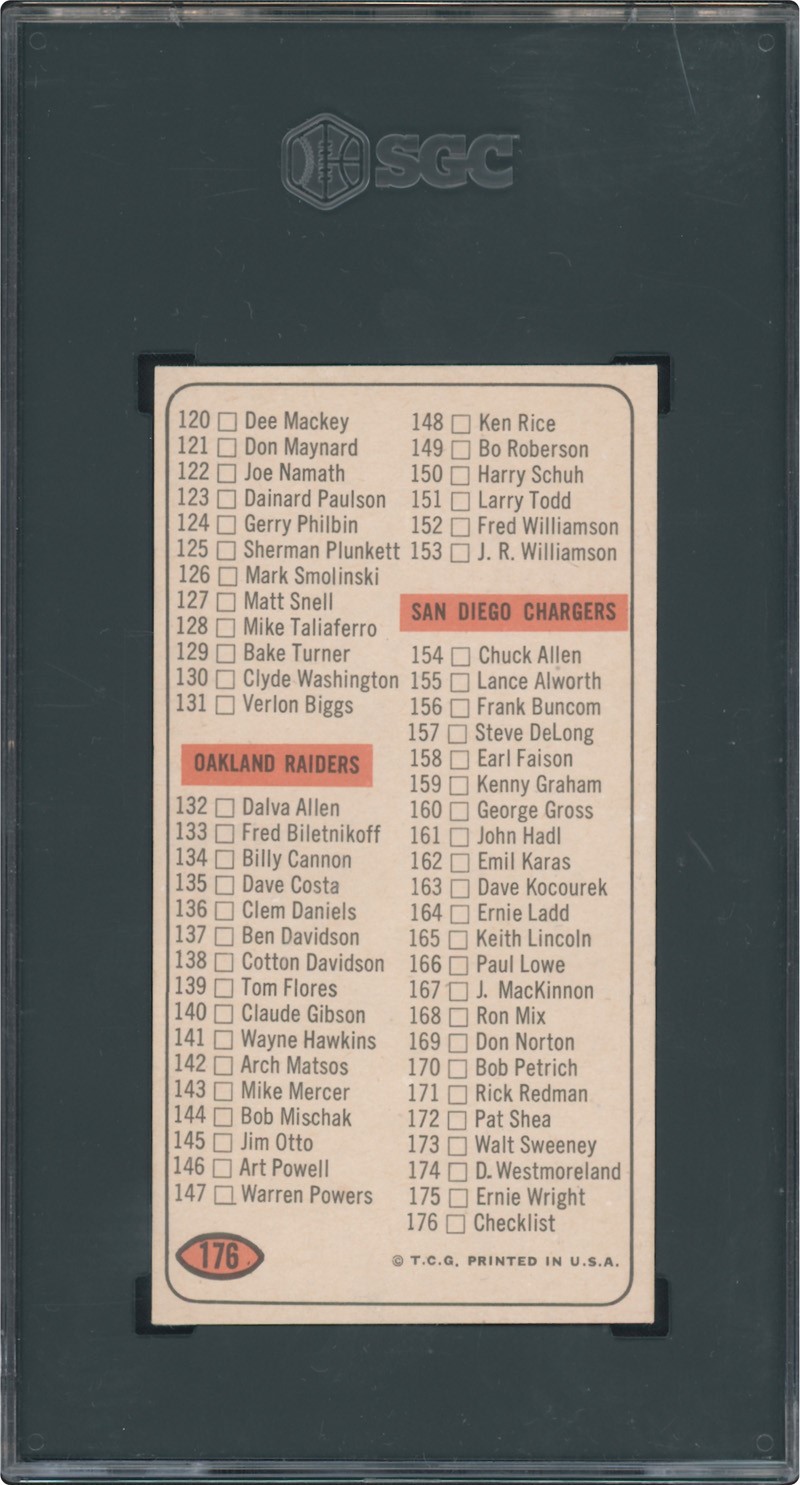 SGC
120 Dee Mackey
121 Don Maynard
122 Joe Namath
123 Dainard Paulson
124 Gerry Philbin
125 Sherman Plunkett
126 Mark Smolinski
127 Matt Snell
128 Mike Taliaferro
129 Bake Turner
130 Clyde Washington
131 Verlon Biggs
OAKLAND RAIDERS
132 Dalva Allen
133 Fred Biletnikoff
134 Billy Cannon
135 Dave Costa
136 Clem Daniels
137 Ben Davidson
138 Cotton Davidson
139 Tom Flores
140 Claude Gibson
141 Wayne Hawkins
142 Arch Matsos
143 Mike Mercer
144 Bob Mischak
145 Jim Otto
146 Art Powell
147 Warren Powers
148 Ken Rice
149 Bo Roberson
150 Harry Schuh
151 Larry Todd
152 Fred Williamson
153 J. R. Williamson
SAN DIEGO CHARGERS
154 Chuck Allen
155 Lance Alworth
156 Frank Buncom
157 Steve DeLong
158 Earl Faison
159 Kenny Graham
160 George Gross
161 John Hadl
162 Emil Karas
163 Dave Kocourek
164 Ernie Ladd
165 Keith Lincoln
166 Paul Lowe
167 J. MacKinnon
168 Ron Mix
169 Don Norton
170 Bob Petrich
171 Rick Redman
172 Pat Shea
173 Walt Sweeney
174 D. Westmoreland
175 Ernie Wright
176 Checklist
176
© T.C.G. PRINTED IN U.S.A.